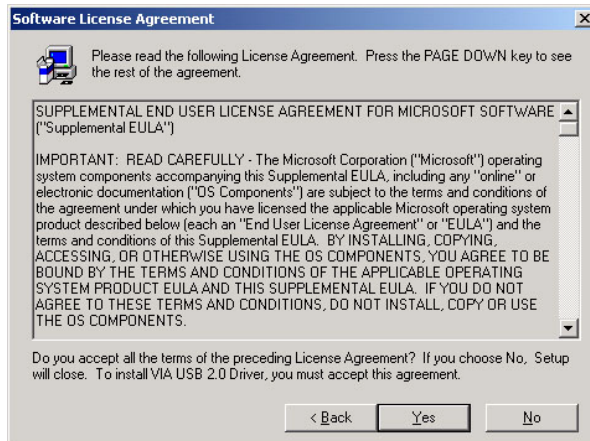 Software License Agreement
Please read the following License Agreement. Press the PAGE DOWN key to see
the rest of the agreement.
SUPPLEMENTAL END USER LICENSE AGREEMENT FOR MICROSOFT SOFTWARE
("Supplemental EULA")
IMPORTANT: READ CAREFULLY - The Microsoft Corporation ("Microsoft") operating
system components accompanying this Supplemental EULA, including any "online" or
electronic documentation ("OS Components") are subject to the terms and conditions of
the agreement under which you have licensed the applicable Microsoft operating system
product described below (each an "End User License Agreement" or "EULA") and the
terms and conditions of this Supplemental EULA. BY INSTALLING, COPYING,
ACCESSING, OR OTHERWISE USING THE OS COMPONENTS, YOU AGREE TO BE
BOUND BY THE TERMS AND CONDITIONS OF THE APPLICABLE OPERATING
SYSTEM PRODUCT EULA AND THIS SUPPLEMENTAL EULA. IF YOU DO NOT
AGREE TO THESE TERMS AND CONDITIONS, DO NOT INSTALL, COPY OR USE
THE OS COMPONENTS.
Do you accept all the terms of the preceding License Agreement? If you choose No, Setup
will close. To install VIA USB 2.0 Driver, you must accept this agreement.
< Back Yes No